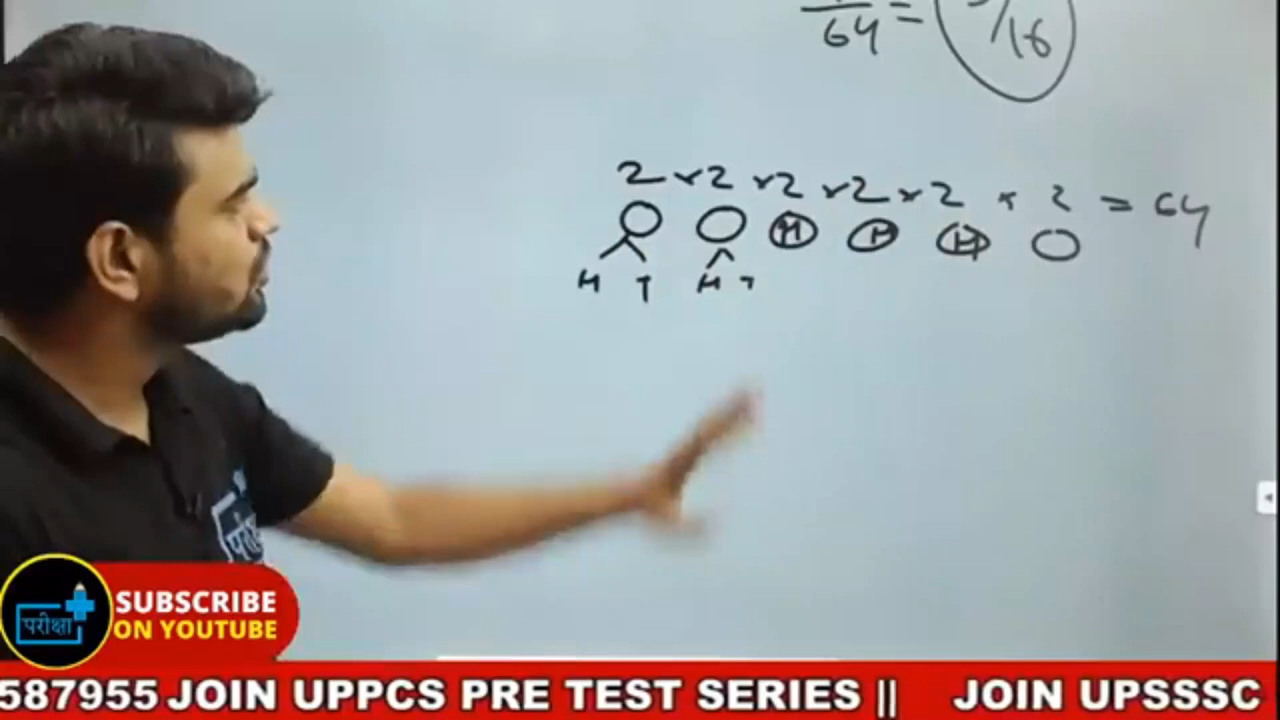 64 = 5/16
2 × 2 × 2 × 2 × 2 × 2 = 64
H H H
H T H T
परीक्षा
SUBSCRIBE
ON YOUTUBE
587955 JOIN UPPCS PRE TEST SERIES || JOIN UPSSSC